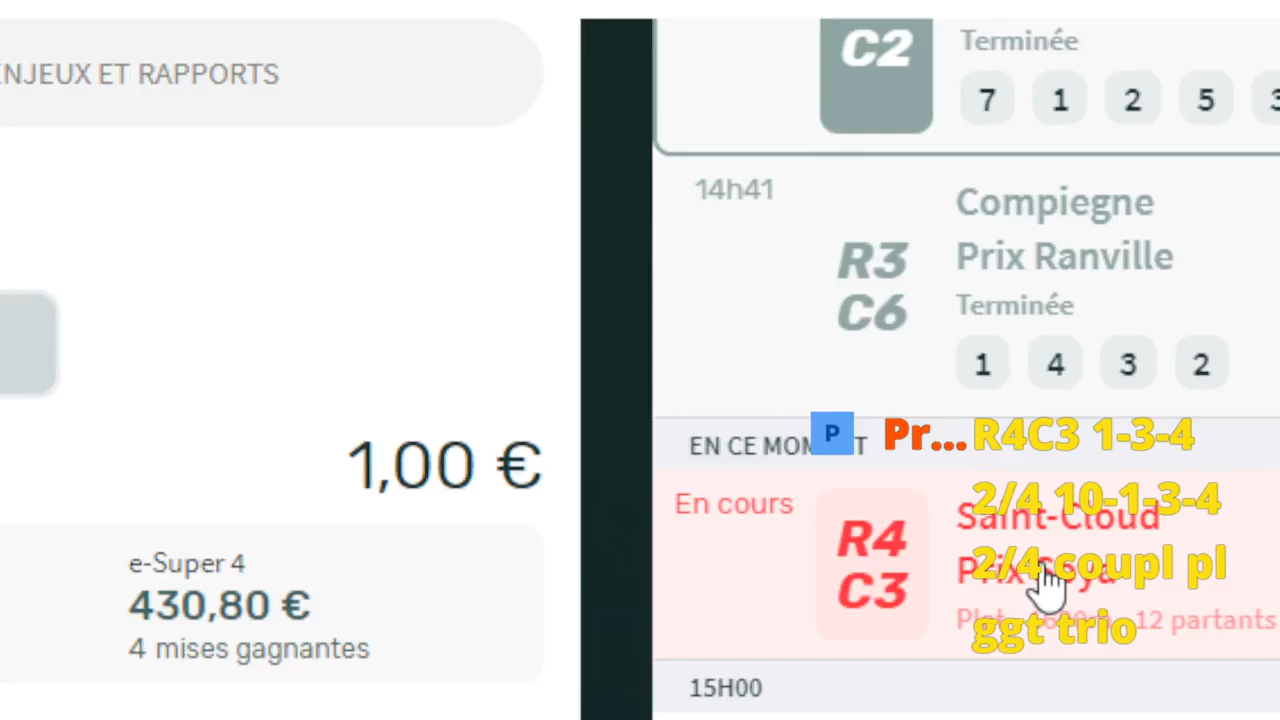 NJEUX ET RAPPORTS
1,00 €
e-Super 4
430,80 €
4 mises gagnantes
C2
Terminée
7 1 2 5 3
14h41
Compiegne
R3
Prix Ranville
C6
Terminée
1 4 3 2
EN CE MOM T
P Pr... R4C3 1-3-4
2/4 10-1-3-4
2/4 coupl pl
ggt trio
En cours
R4
C3
Saint-Cloud
Prix
12 partants
15H00